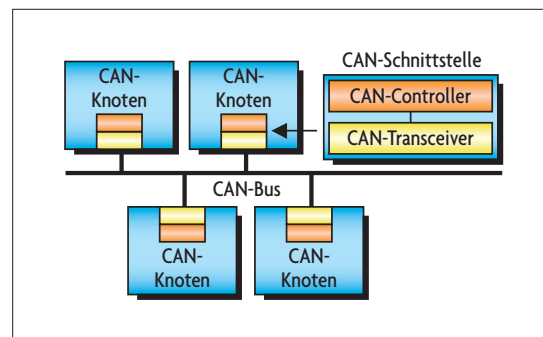 CAN-
Knoten
CAN-
Knoten
CAN-Schnittstelle
CAN-Controller
CAN-Transceiver
CAN-Bus
CAN-
Knoten
CAN-
Knoten